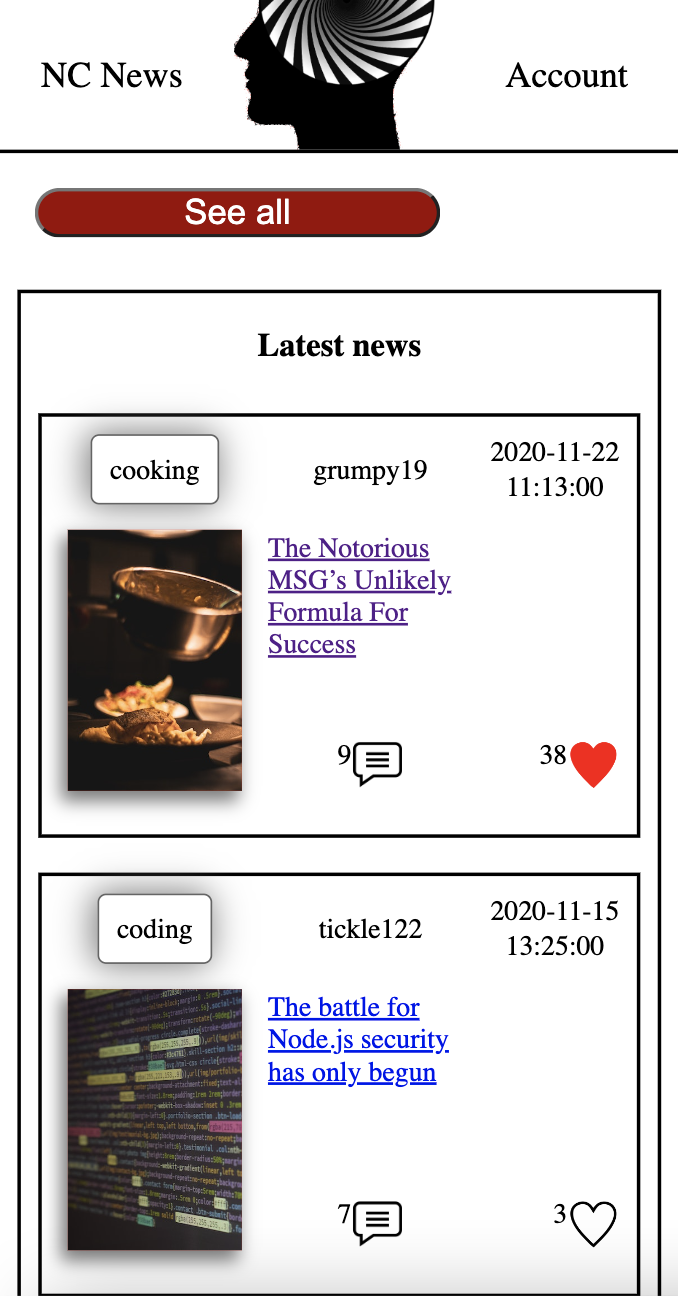 NC News
Account
See all
Latest news
cooking
grumpy19
2020-11-22
11:13:00
The Notorious
MSG’s Unlikely
Formula For
Success
9
38
coding
tickle122
2020-11-15
13:25:00
The battle for
Node.js security
has only begun
7
3